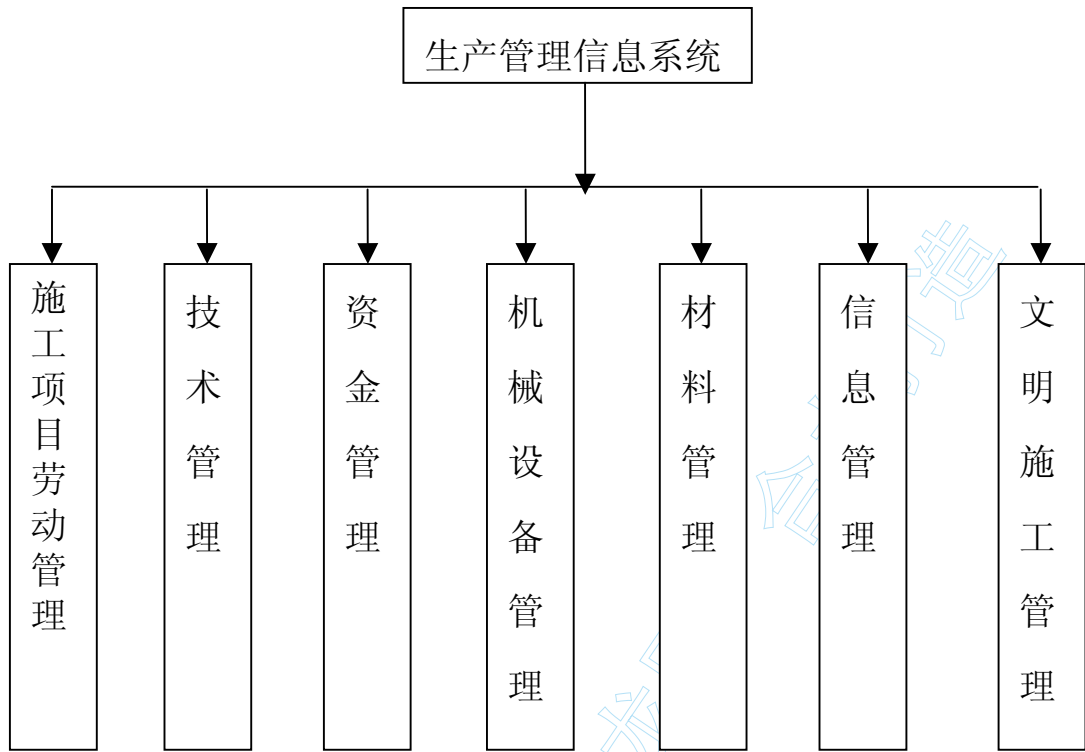 生产管理信息系统
施工项目劳动管理
技术管理
资金管理
机械设备管理
材料管理
信息管理
文明施工管理